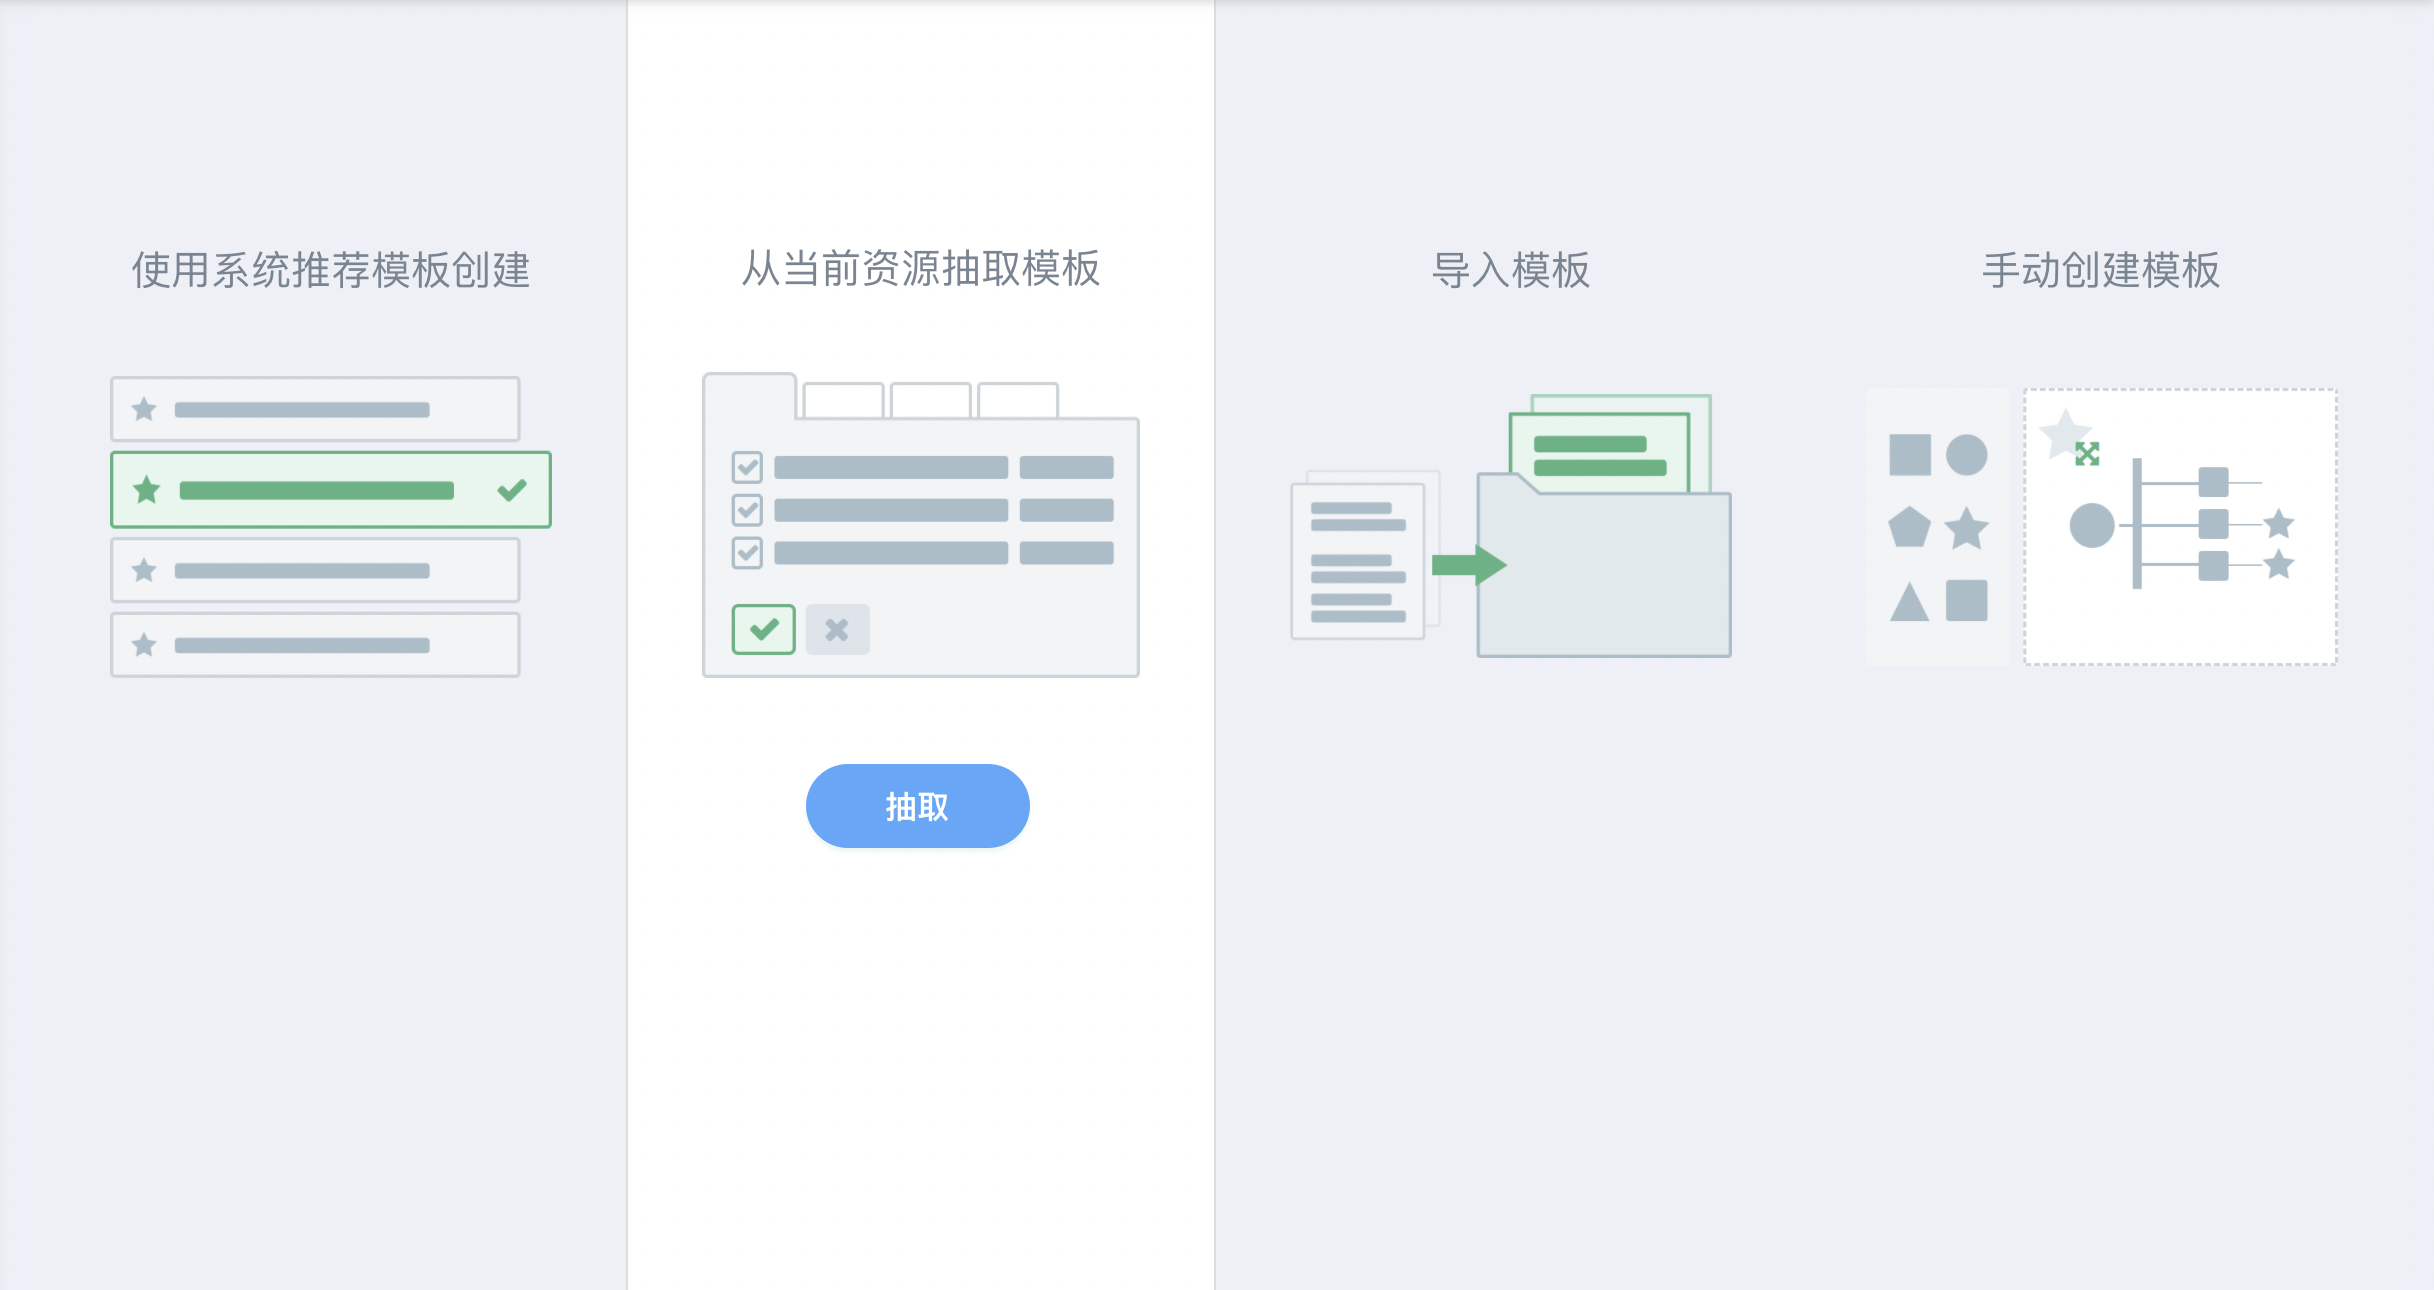 使用系统推荐模板创建
从当前资源抽取模板
导入模板
手动创建模板
抽取